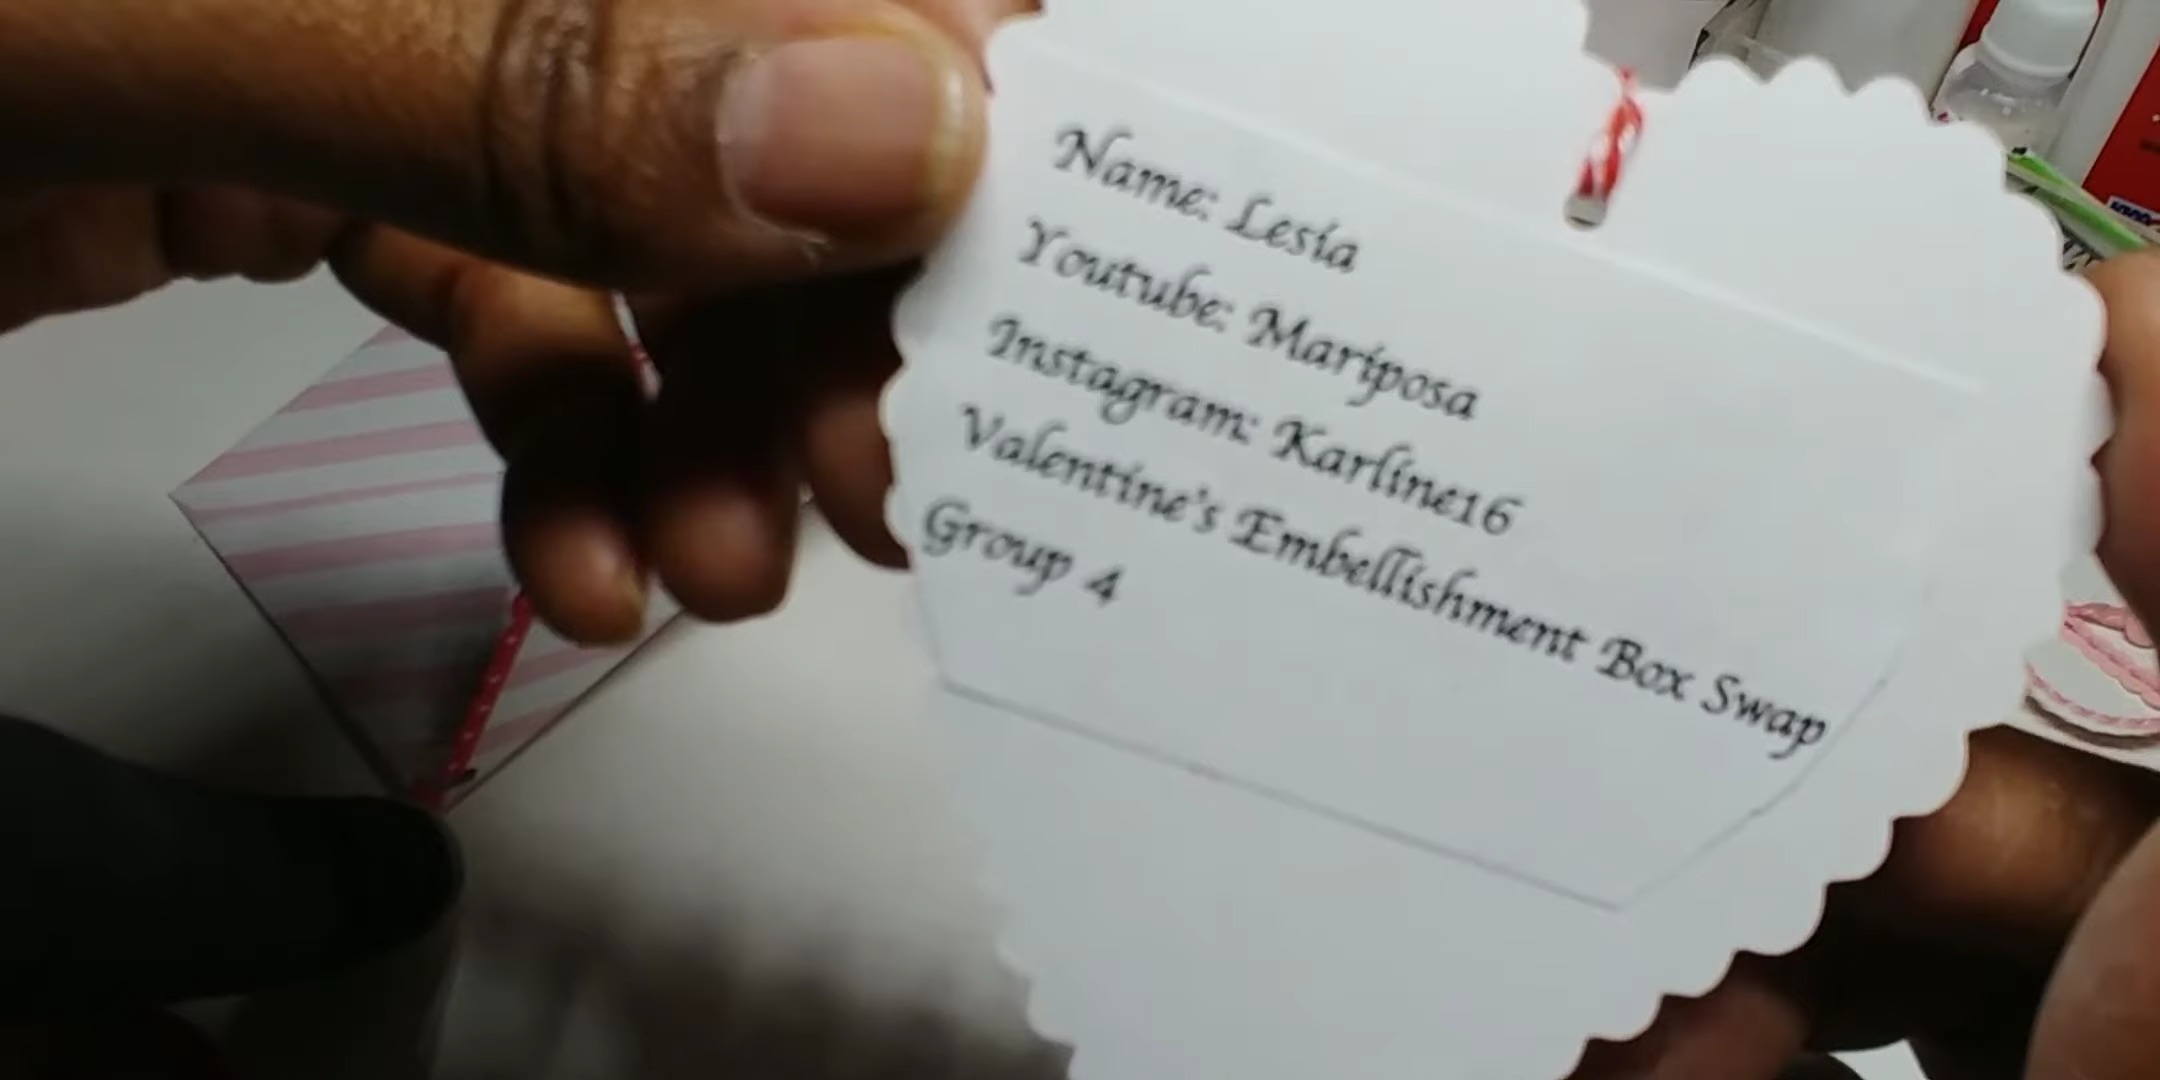 Name: Lesia
Youtube: Mariposa
Instagram: Karline16
Valentine's Embellishment Box Swap
Group 4